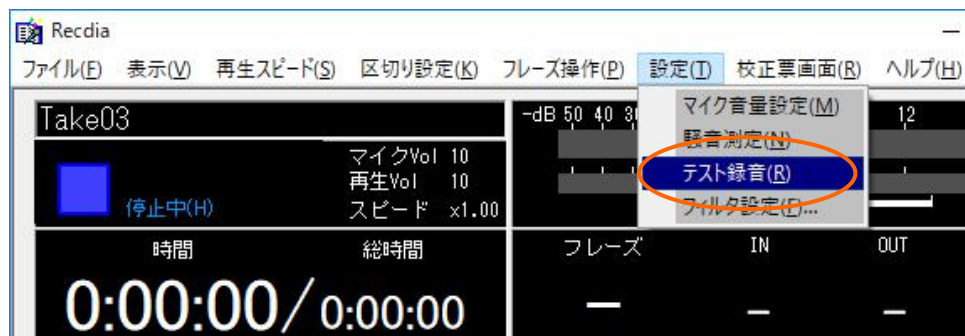 Recdia
ファイル(F) 表示(V) 再生スピード(S) 区切り設定(K) フレーズ操作(P) 設定(T) 校正票画面(R) ヘルプ(H)
マイク音量設定(M)
騒音測定(N)
テスト録音(R)
フィルタ設定(F)...
Take03
マイクVol 10
再生Vol 10
スピード x1.00
停止中(H)
-dB 50 40 12
時間 総時間
0:00:00/0:00:00
フレーズ IN OUT
— — —